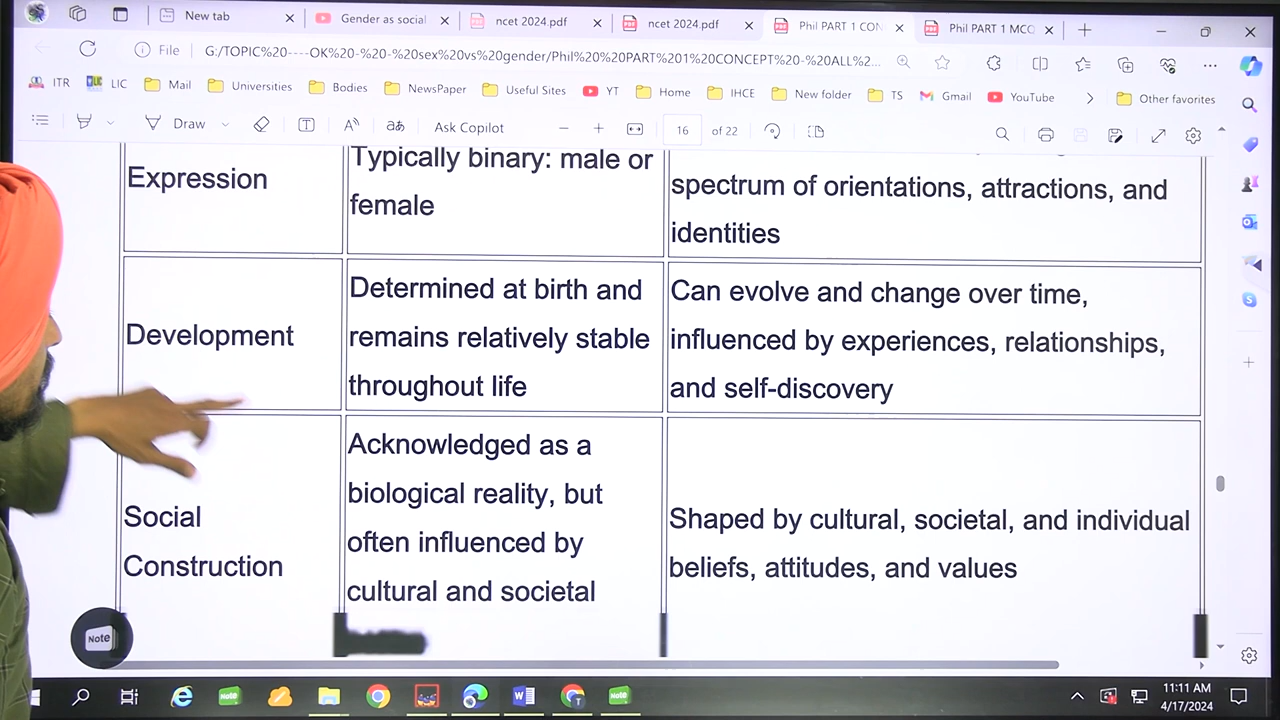 New tab
Gender as social
ncet 2024.pdf
ncet 2024.pdf
Phil PART 1 CON
Phil PART 1 MCQ
File
G:/TOPIC%20----OK%20-%20-%20sex%20vs%20gender/Phil%20%20PART%201%20CONCEPT%20-%20ALL%2...
ITR
LIC
Mail
Universities
Bodies
NewsPaper
Useful Sites
YT
Home
IHCE
New folder
TS
Gmail
YouTube
Other favorites
Draw
Ask Copilot
16
of 22
Expression
Typically binary: male or
female
spectrum of orientations, attractions, and
identities
Development
Determined at birth and
remains relatively stable
throughout life
Can evolve and change over time,
influenced by experiences, relationships,
and self-discovery
Social
Construction
Acknowledged as a
biological reality, but
often influenced by
cultural and societal
Shaped by cultural, societal, and individual
beliefs, attitudes, and values
Note
Note
Note
11:11 AM
4/17/2024